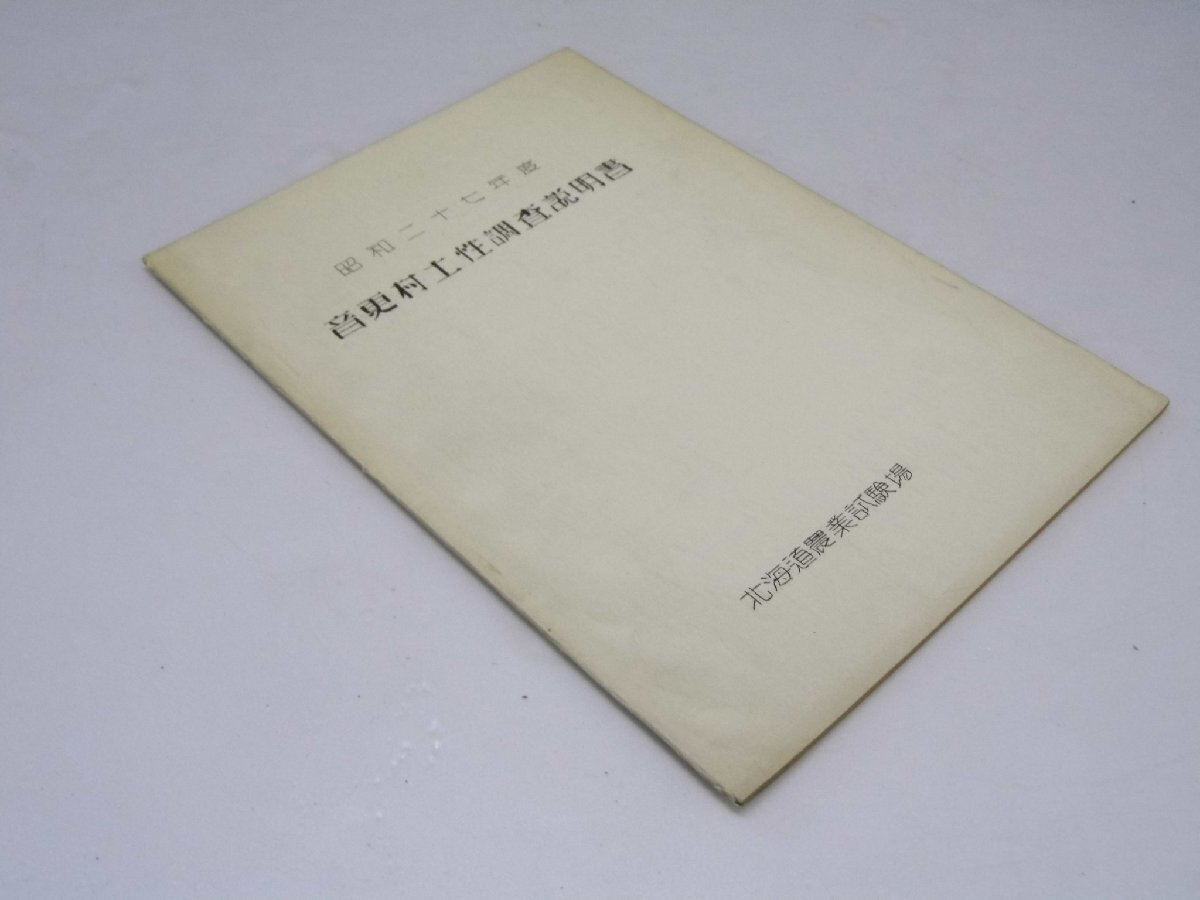 昭和二十七年度
音更村土性調査説明書
北海道農業試験場